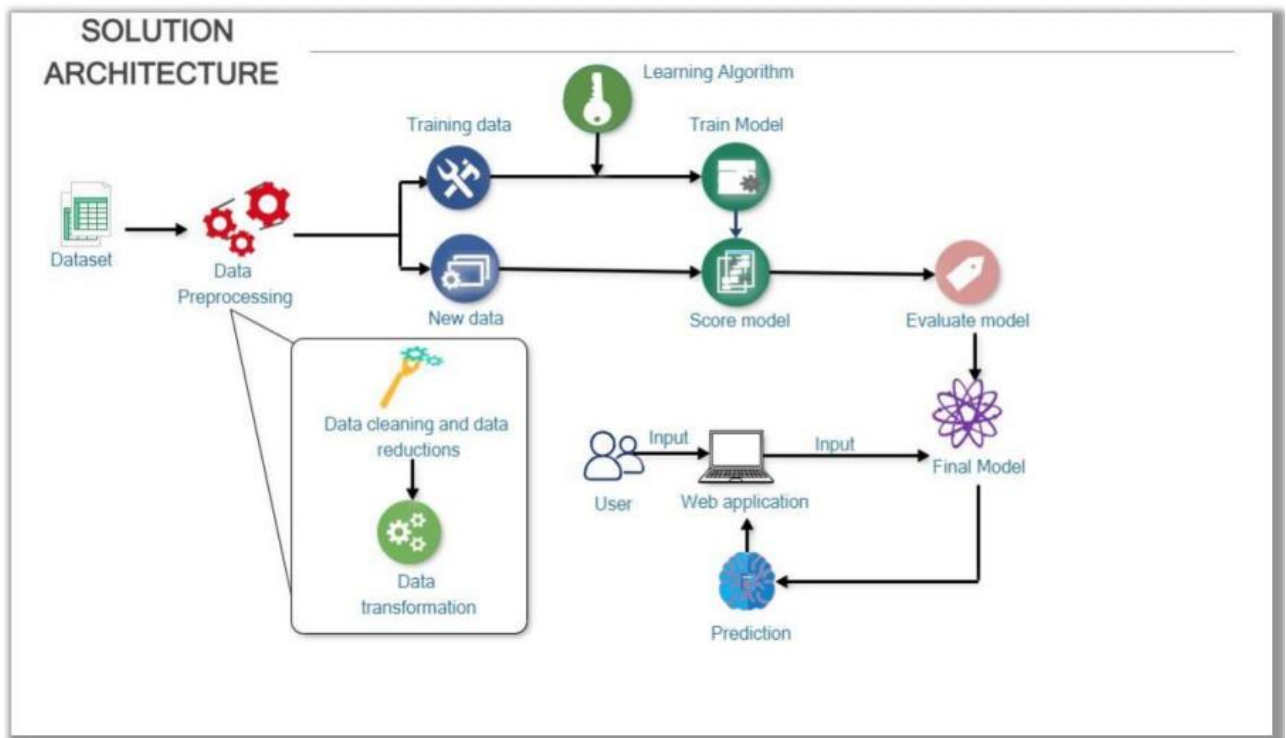 SOLUTION
ARCHITECTURE
Learning Algorithm
Training data
Train Model
Dataset
Data
Preprocessing
New data
Score model
Evaluate model
Data cleaning and data
reductions
Data
transformation
Input
Input
User
Web application
Final Model
Prediction